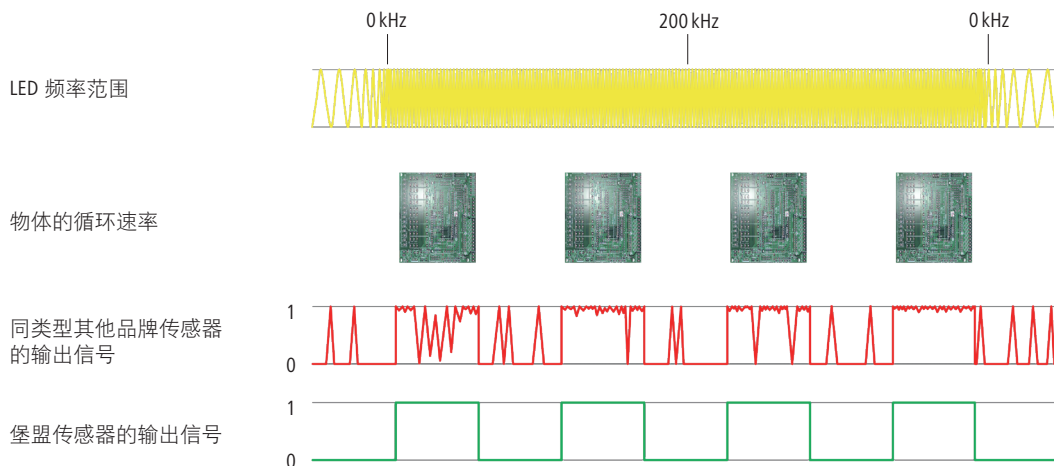 0 kHz
200 kHz
0 kHz
LED 频率范围
物体的循环速率
同类型其他品牌传感器
的输出信号
1
0
堡盟传感器的输出信号
1
0